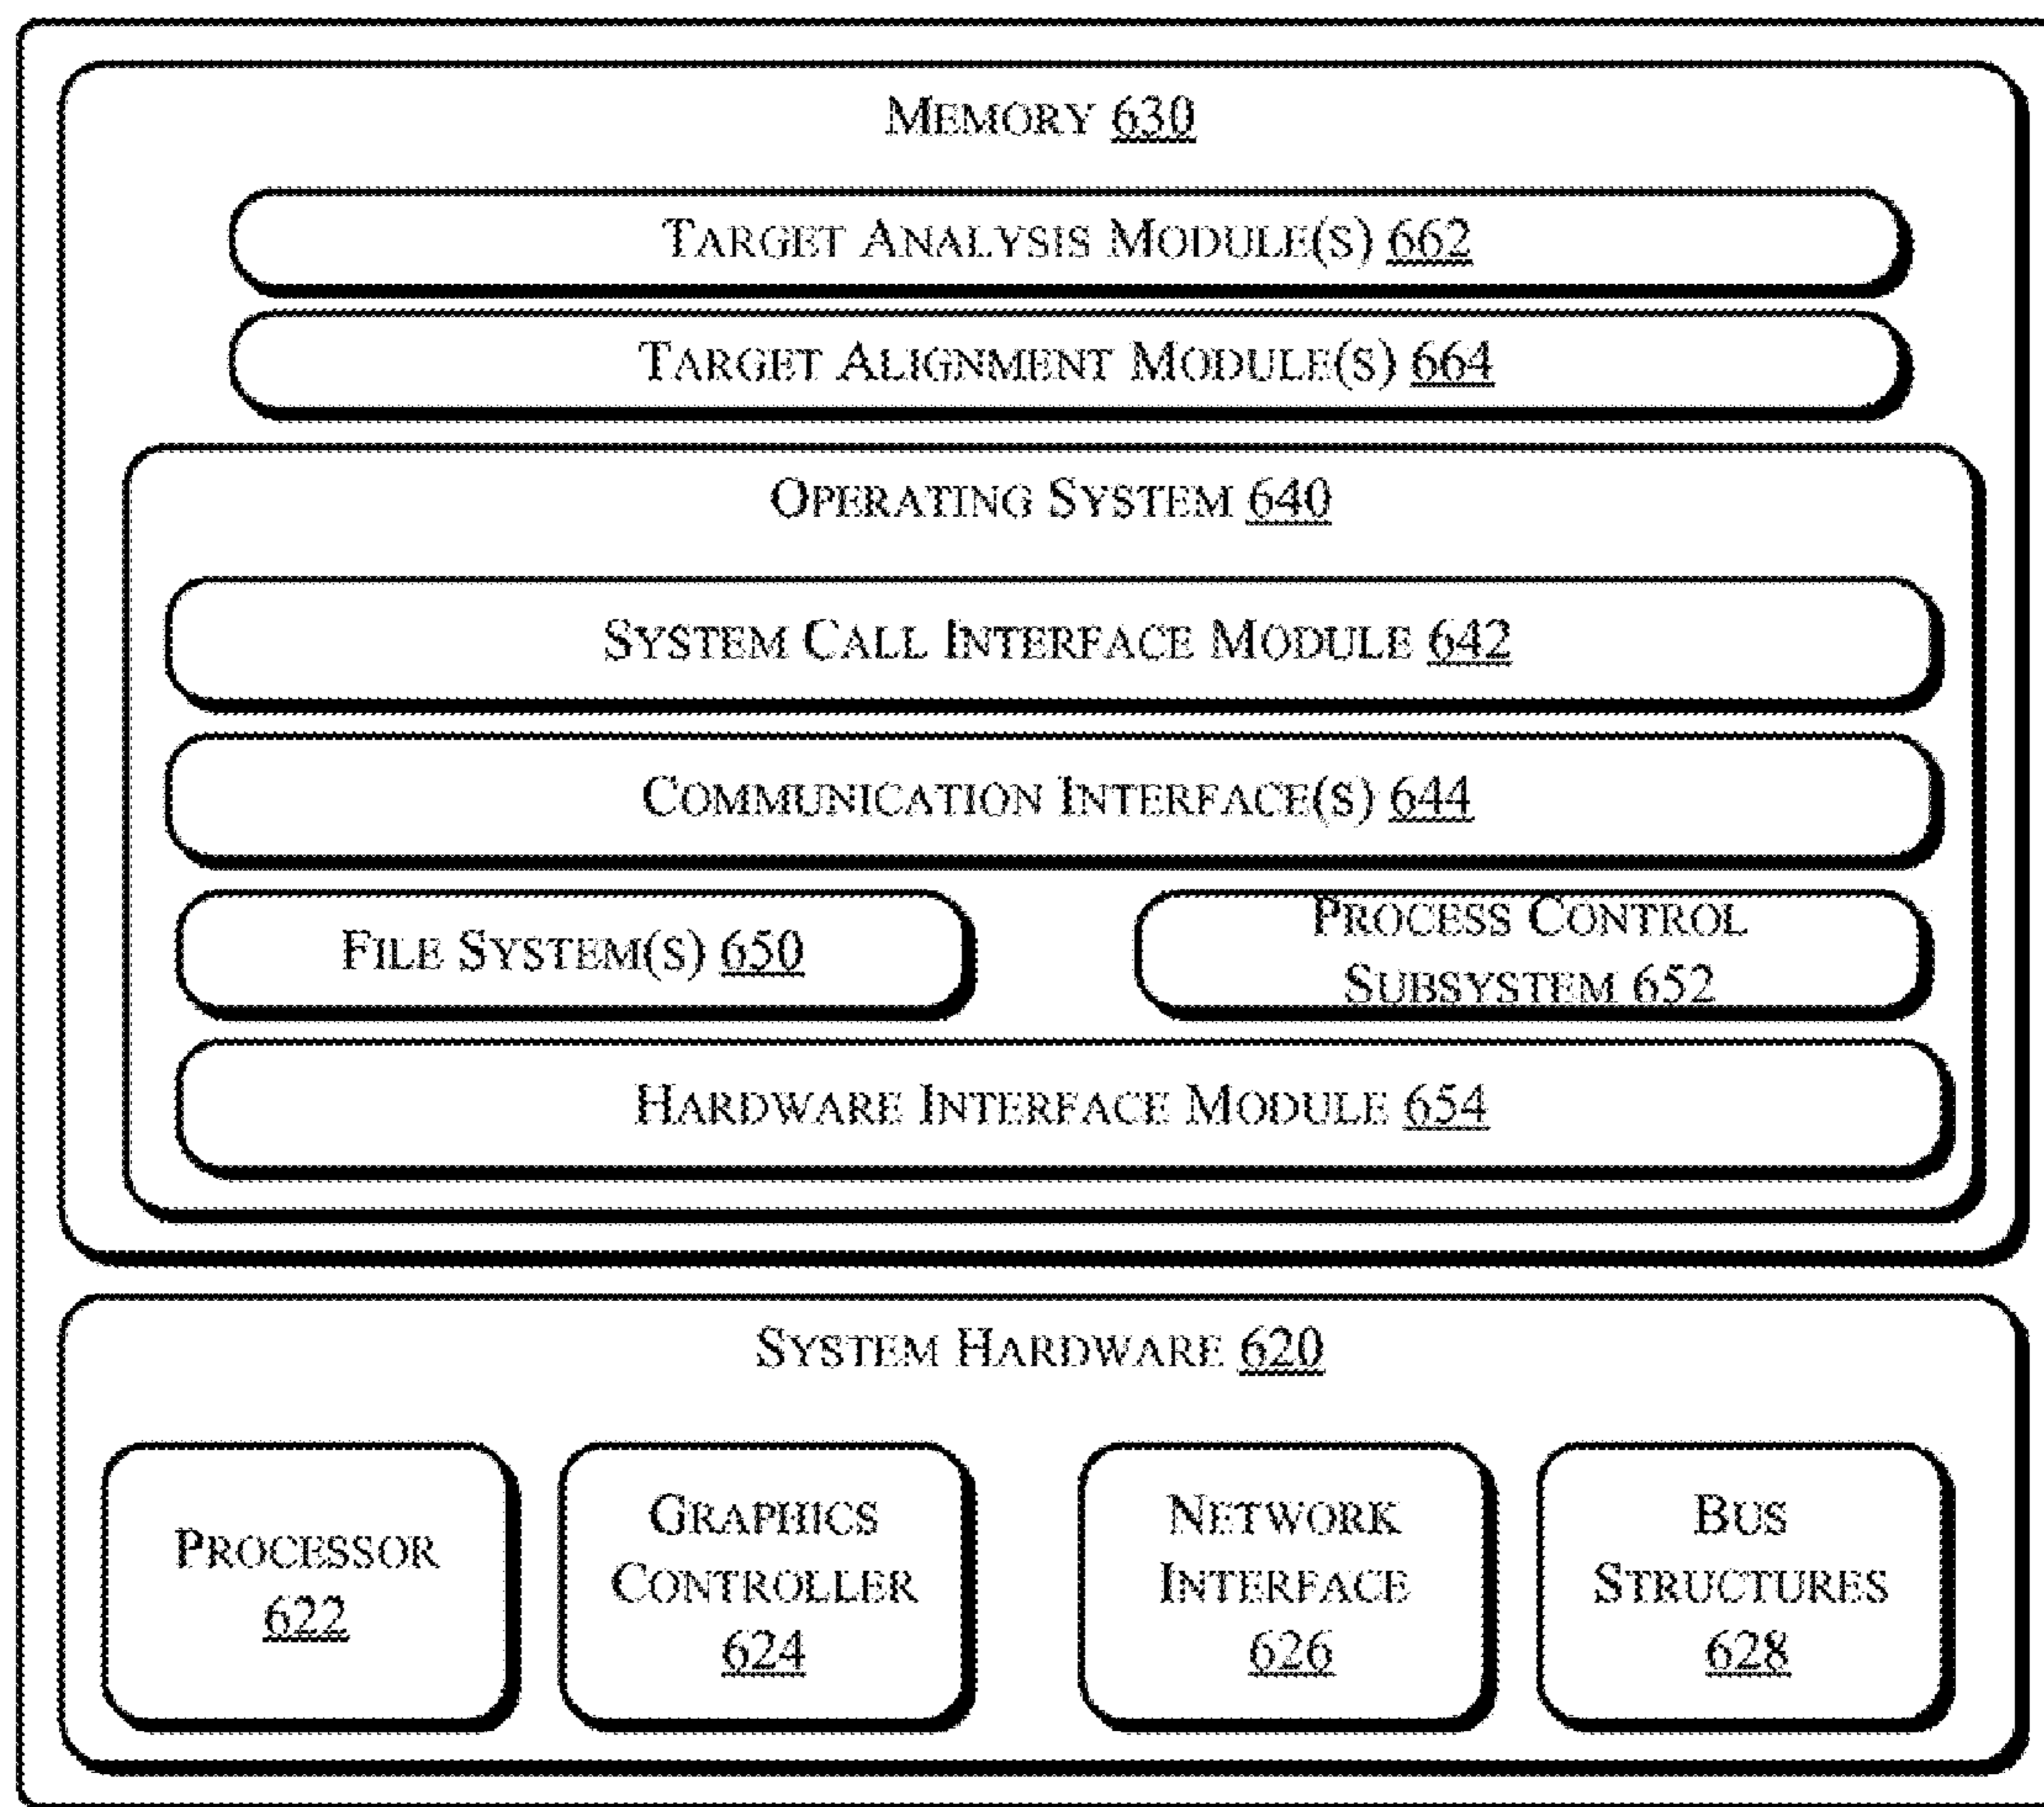 MEMORY 630
TARGET ANALYSIS MODULE(S) 662
TARGET ALIGNMENT MODULE(S) 664
OPERATING SYSTEM 640
SYSTEM CALL INTERFACE MODULE 642
COMMUNICATION INTERFACE(S) 644
FILE SYSTEM(S) 650
PROCESS CONTROL
SUBSYSTEM 652
HARDWARE INTERFACE MODULE 654
SYSTEM HARDWARE 620
PROCESSOR
622
GRAPHICS
CONTROLLER
624
NETWORK
INTERFACE
626
BUS
STRUCTURES
628